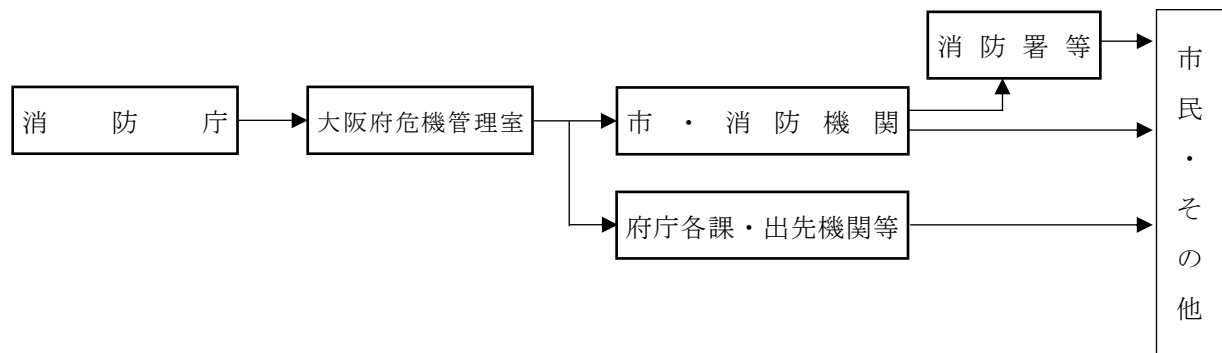 消防庁
大阪府危機管理室
市・消防機関
消防署等
府庁各課・出先機関等
市民・その他